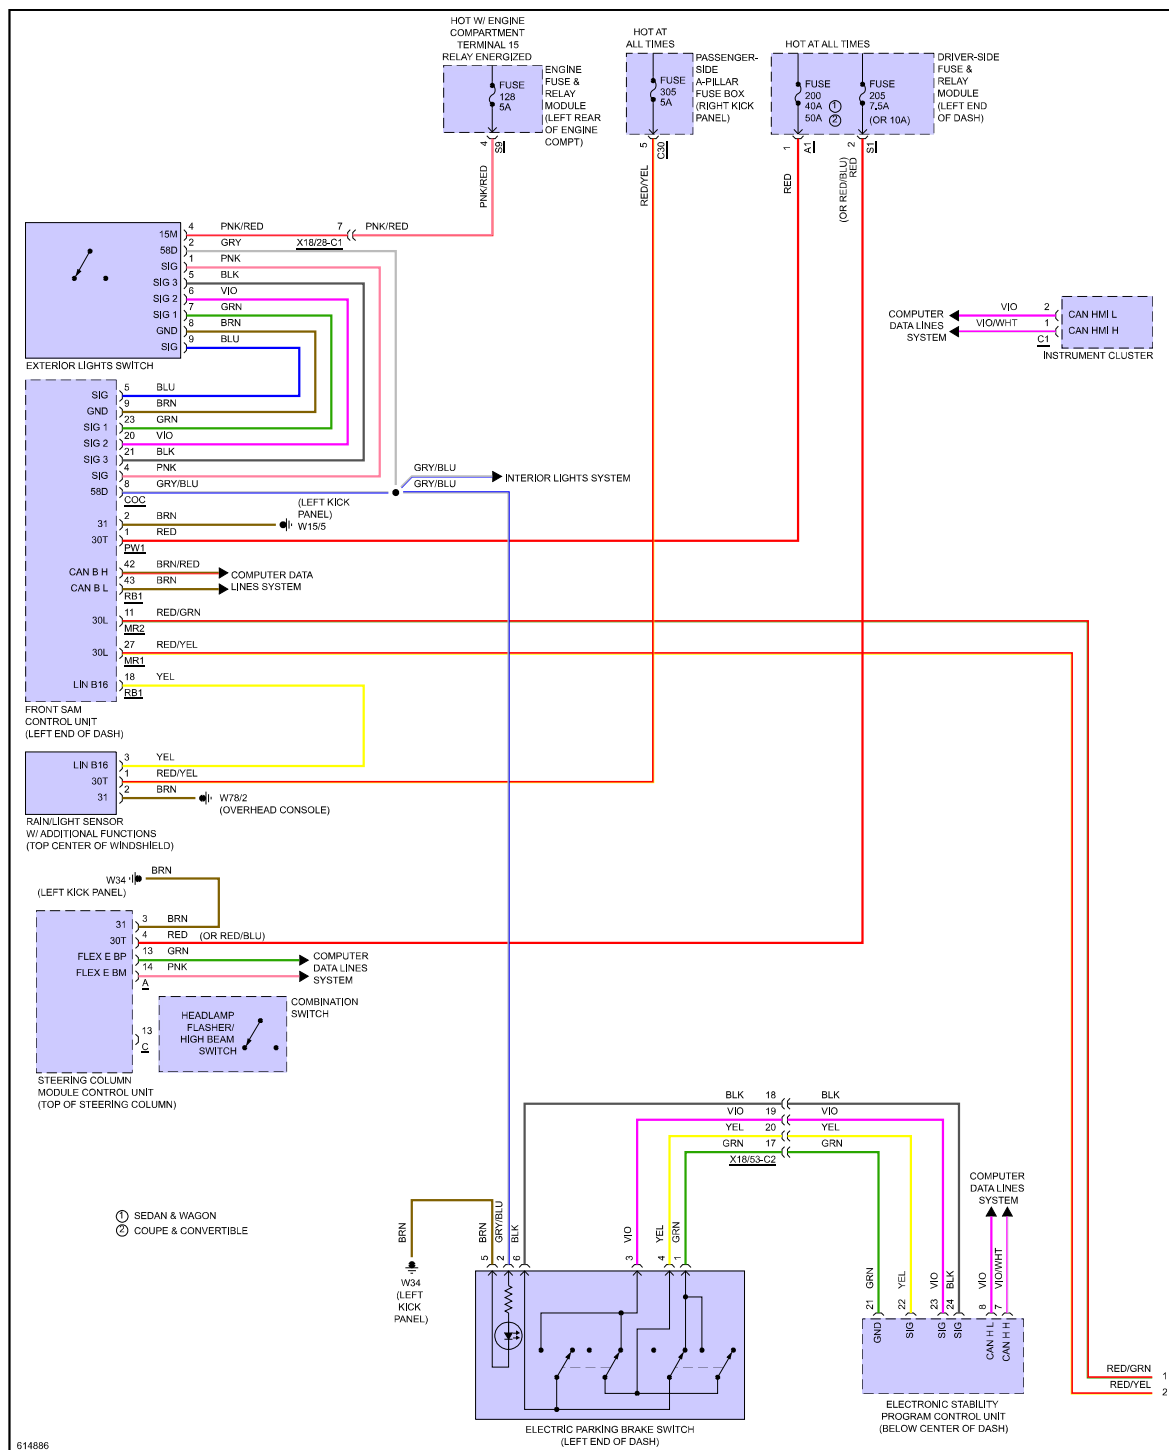 HOT W/ ENGINE
COMPARTMENT
TERMINAL 15
RELAY ENERGIZED
FUSE
128
5A
ENGINE
FUSE &
RELAY
MODULE
(LEFT REAR
OF ENGINE
COMPT)
4
S9
PNK/RED
HOT AT
ALL TIMES
FUSE
305
5A
PASSENGER-
SIDE
A-PILLAR
FUSE BOX
(RIGHT KICK
PANEL)
5
C30
RED/YEL
HOT AT ALL TIMES
FUSE
200
40A 1
50A 2
FUSE
205
7.5A
(OR 10A)
DRIVER-SIDE
FUSE &
RELAY
MODULE
(LEFT END
OF DASH)
1
A1
RED
2
S1
(OR RED/BLU)
RED
15M 4 PNK/RED 7 PNK/RED
X18/28-C1
58D 2 GRY
SIG 1 PNK
SIG 3 5 BLK
SIG 2 6 VIO
SIG 1 7 GRN
GND 8 BRN
SIG 9 BLU
EXTERIOR LIGHTS SWITCH
COMPUTER
DATA LINES
SYSTEM
VIO 2 CAN HMI L
VIO/WHT 1 CAN HMI H
C1
INSTRUMENT CLUSTER
SIG 5 BLU
GND 9 BRN
SIG 1 23 GRN
SIG 2 20 VIO
SIG 3 21 BLK
SIG 4 PNK
58D 8 GRY/BLU
COC
GRY/BLU
GRY/BLU
INTERIOR LIGHTS SYSTEM
31 2 BRN
(LEFT KICK
PANEL)
W15/5
30T 1 RED
PW1
CAN B H 42 BRN/RED
CAN B L 43 BRN
RB1
COMPUTER DATA
LINES SYSTEM
30L 11 RED/GRN
MR2
30L 27 RED/YEL
MR1
LIN B16 18 YEL
RB1
FRONT SAM
CONTROL UNIT
(LEFT END OF DASH)
LIN B16 3 YEL
30T 1 RED/YEL
31 2 BRN
W78/2
(OVERHEAD CONSOLE)
RAIN/LIGHT SENSOR
W/ ADDITIONAL FUNCTIONS
(TOP CENTER OF WINDSHIELD)
BRN
W34
(LEFT KICK PANEL)
31 3 BRN
30T 4 RED (OR RED/BLU)
FLEX E BP 13 GRN
FLEX E BM 14 PNK
A
COMPUTER
DATA LINES
SYSTEM
13
C
HEADLAMP
FLASHER/
HIGH BEAM
SWITCH
COMBINATION
SWITCH
STEERING COLUMN
MODULE CONTROL UNIT
(TOP OF STEERING COLUMN)
BLK 18 BLK
VIO 19 VIO
YEL 20 YEL
GRN 17 GRN
X18/53-C2
1 SEDAN & WAGON
2 COUPE & CONVERTIBLE
BRN
W34
(LEFT
KICK
PANEL)
BRN
5
GRY/BLU
2
BLK
6
VIO
3
YEL
4
GRN
1
ELECTRIC PARKING BRAKE SWITCH
(LEFT END OF DASH)
COMPUTER
DATA LINES
SYSTEM
GRN
21
GND
YEL
22
SIG
VIO
23
SIG
BLK
24
SIG
VIO
8
CAN H L
VIO/WHT
7
CAN H H
ELECTRONIC STABILITY
PROGRAM CONTROL UNIT
(BELOW CENTER OF DASH)
RED/GRN 1
RED/YEL 2
614886